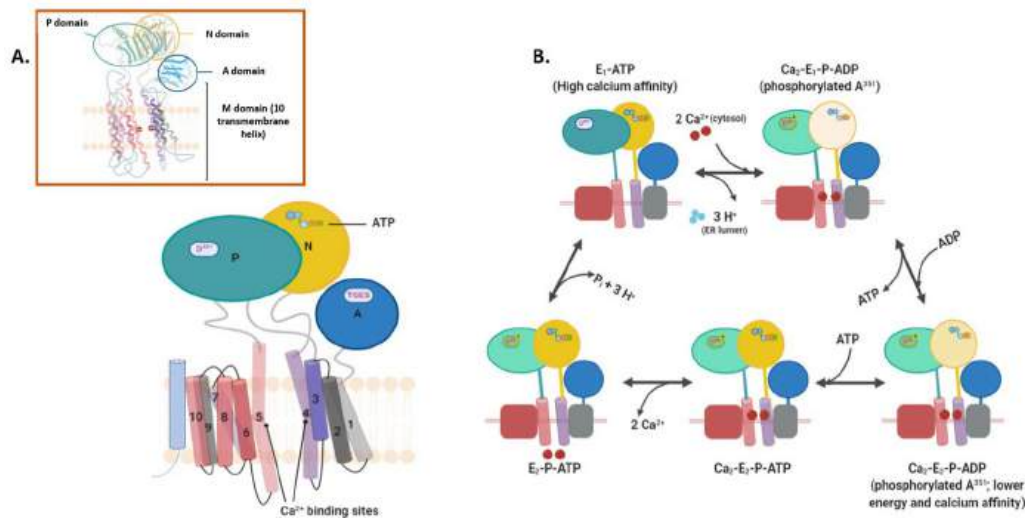 A.
P domain
N domain
A domain
M domain (10
transmembrane
helix)
ATP
N
D351
P
TGES
A
10
9
7
8
6
5
4
3
2
1
Ca²⁺ binding sites
B.
E₁-ATP
(High calcium affinity)
Ca₂-E₁-P-ADP
(phosphorylated A³⁵¹)
2 Ca²⁺(cytosol)
3 H⁺
(ER lumen)
Pᵢ + 3 H⁺
ATP
ADP
ATP
2 Ca²⁺
E₂-P-ATP
Ca₂-E₂-P-ATP
Ca₂-E₂-P-ADP
(phosphorylated A³⁵¹; lower
energy and calcium affinity)